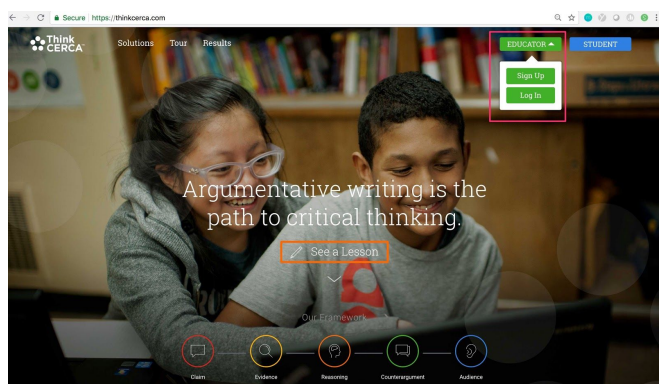 Secure | https://thinkcerca.com
Think
CERCA
Solutions Tour Results
EDUCATOR STUDENT
Sign Up
Log In
Argumentative writing is the
path to critical thinking.
See a Lesson
Our Framework
Claim Evidence Reasoning Counterargument Audience